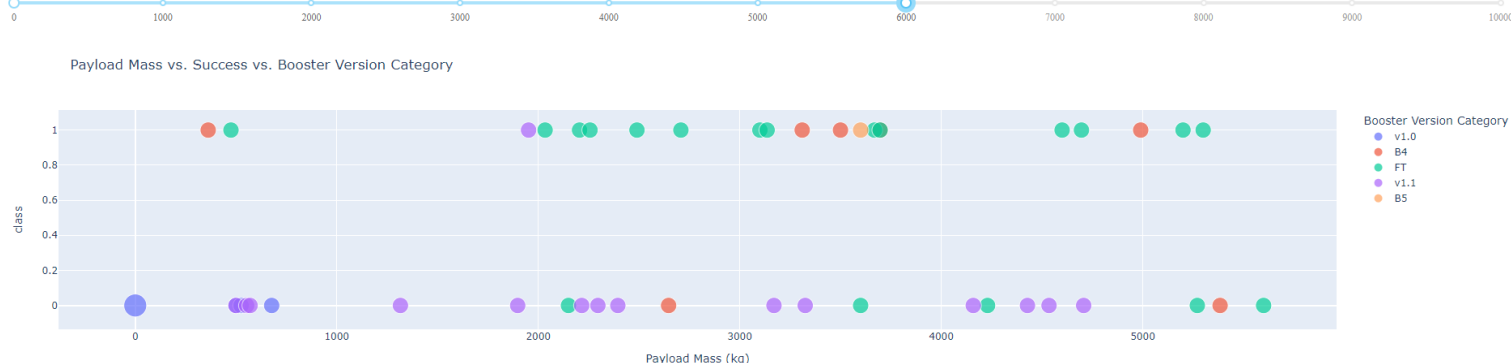 0 1000 2000 3000 4000 5000 6000 7000 8000 9000 10000
Payload Mass vs. Success vs. Booster Version Category
Booster Version Category
v1.0
B4
FT
v1.1
B5
class
1
0.8
0.6
0.4
0.2
0
0 1000 2000 3000 4000 5000
Payload Mass (kg)